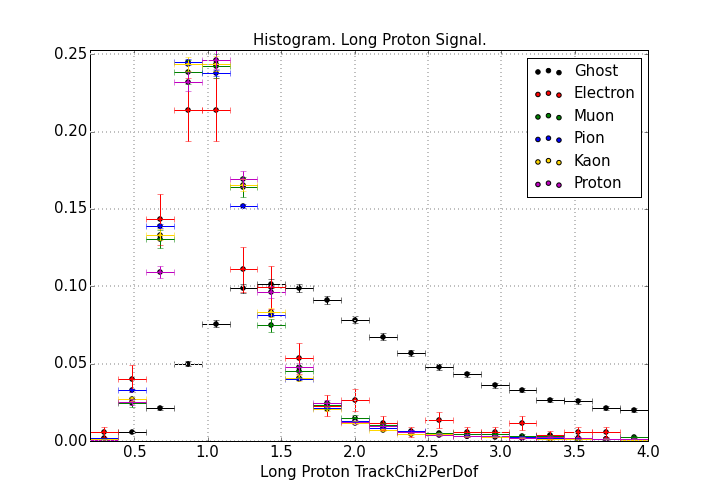 Histogram. Long Proton Signal.
0.25
0.20
0.15
0.10
0.05
0.00
Ghost
Electron
Muon
Pion
Kaon
Proton
0.5 1.0 1.5 2.0 2.5 3.0 3.5 4.0
Long Proton TrackChi2PerDof